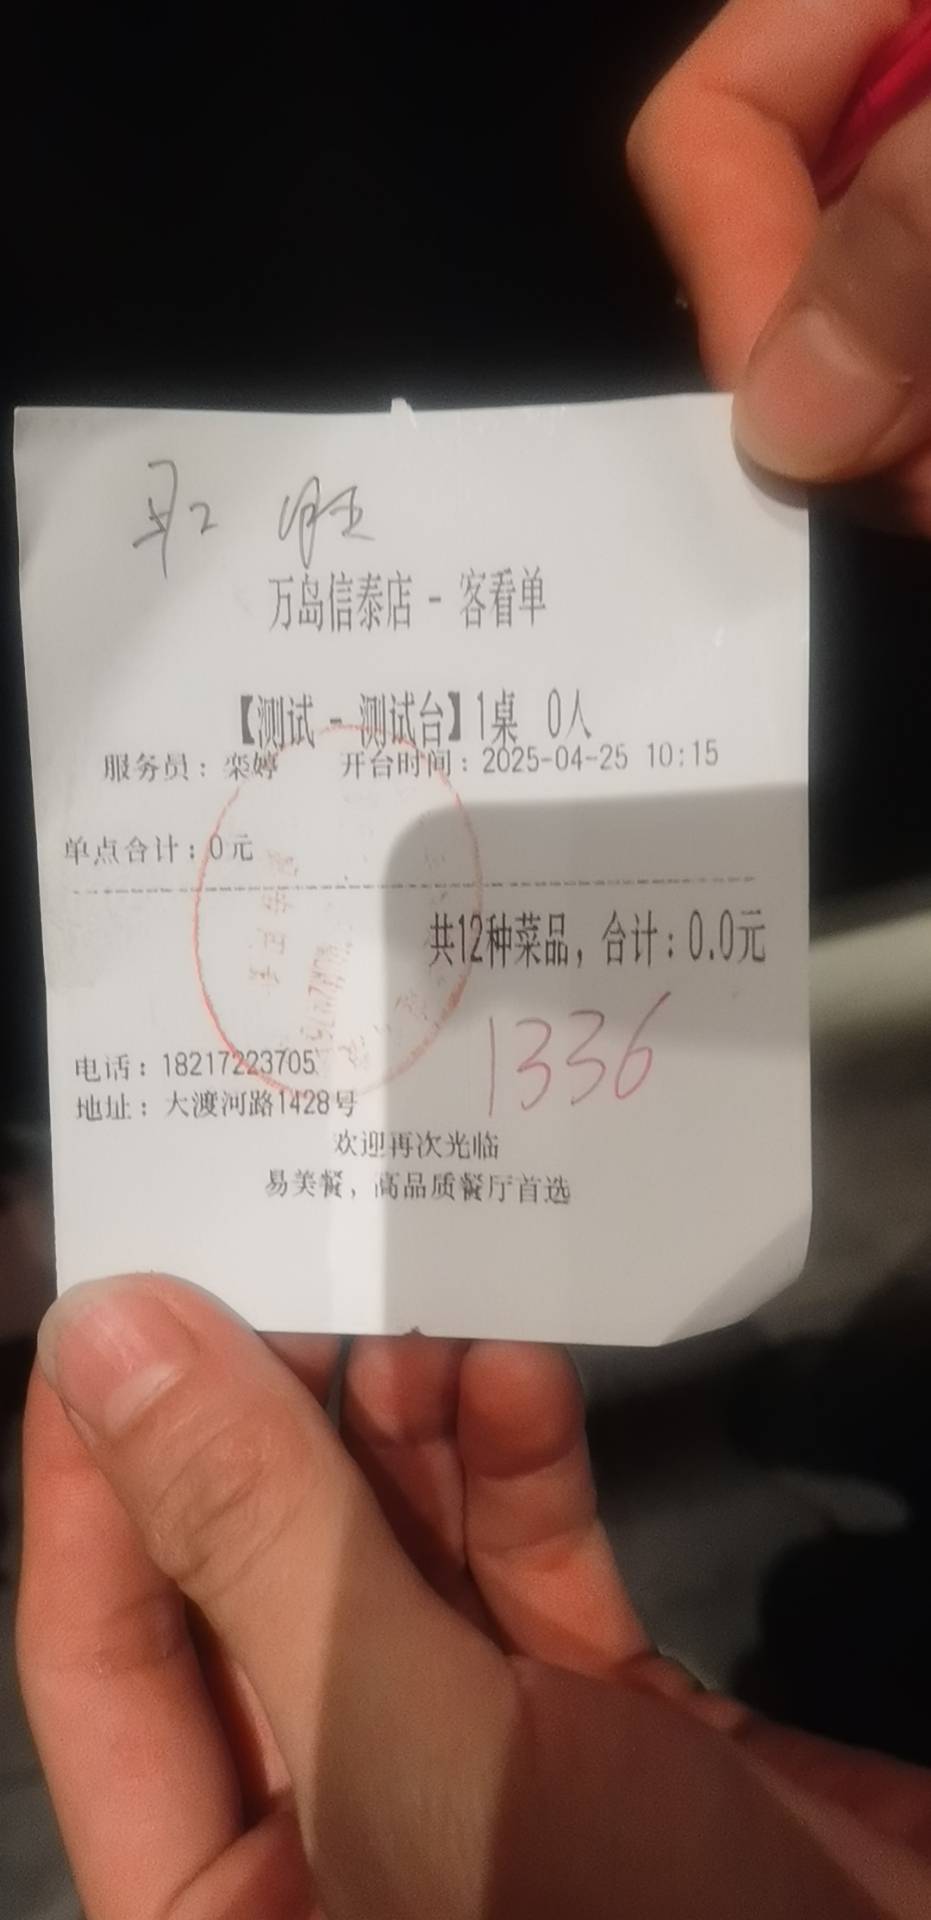 万岛信泰店 - 客看单
【测试 - 测试台】1桌 0人
服务员：栾婷 开台时间：2025-04-25 10:15
单点合计：0元
共12种菜品，合计：0.0元
1336
电话：18217223705
地址：大渡河路1428号
欢迎再次光临
易美餐，高品质餐厅首选